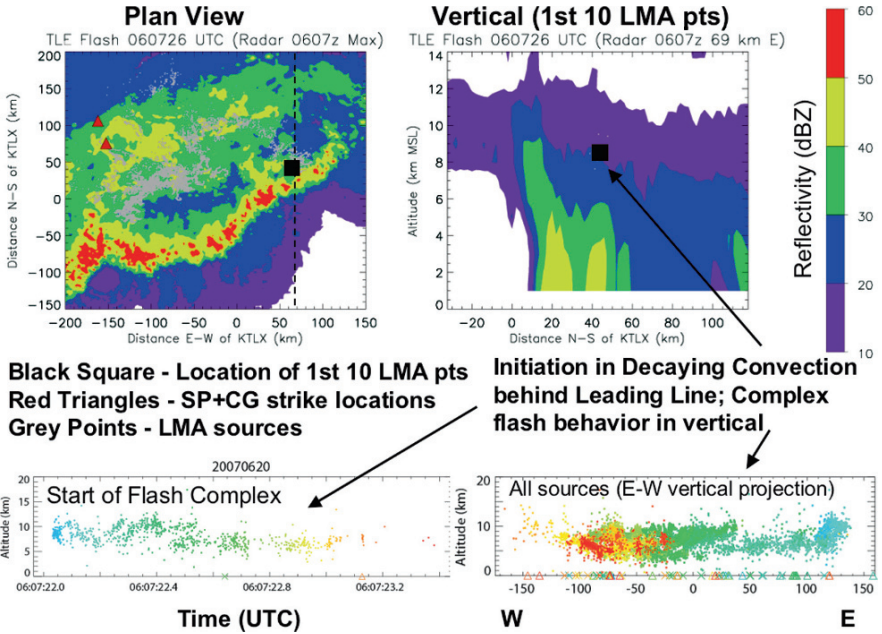 Plan View
TLE Flash 060726 UTC (Radar 0607z Max)
200
150
100
50
0
−50
−100
−150
−200 −150 −100 −50 0 50 100 150
Distance N−S of KTLX (km)
Distance E−W of KTLX (km)
Vertical (1st 10 LMA pts)
TLE Flash 060726 UTC (Radar 0607z 69 km E)
14
12
10
8
6
4
2
0
−20 0 20 40 60 80 100
Altitude (km MSL)
Distance N−S of KTLX (km)
60
50
40
30
20
10
Reflectivity (dBZ)
Black Square - Location of 1st 10 LMA pts
Red Triangles - SP+CG strike locations
Grey Points - LMA sources
Initiation in Decaying Convection
behind Leading Line; Complex
flash behavior in vertical
20070620
Start of Flash Complex
Altitude (km)
20
15
10
5
0
06:07:22.0 06:07:22.4 06:07:22.8 06:07:23.2
Time (UTC)
All sources (E-W vertical projection)
Altitude (km)
20
10
0
-150 -100 -50 0 50 100 150
W E